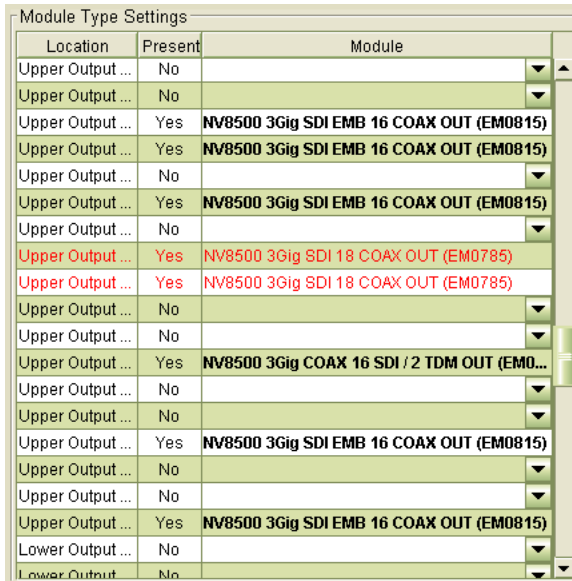 Module Type Settings
Location Present Module
Upper Output ... No
Upper Output ... No
Upper Output ... Yes NV8500 3Gig SDI EMB 16 COAX OUT (EM0815)
Upper Output ... Yes NV8500 3Gig SDI EMB 16 COAX OUT (EM0815)
Upper Output ... No
Upper Output ... Yes NV8500 3Gig SDI EMB 16 COAX OUT (EM0815)
Upper Output ... No
Upper Output ... Yes NV8500 3Gig SDI 18 COAX OUT (EM0785)
Upper Output ... Yes NV8500 3Gig SDI 18 COAX OUT (EM0785)
Upper Output ... No
Upper Output ... No
Upper Output ... Yes NV8500 3Gig COAX 16 SDI / 2 TDM OUT (EM0...
Upper Output ... No
Upper Output ... No
Upper Output ... Yes NV8500 3Gig SDI EMB 16 COAX OUT (EM0815)
Upper Output ... No
Upper Output ... No
Upper Output ... Yes NV8500 3Gig SDI EMB 16 COAX OUT (EM0815)
Lower Output ... No
Lower Output ... No